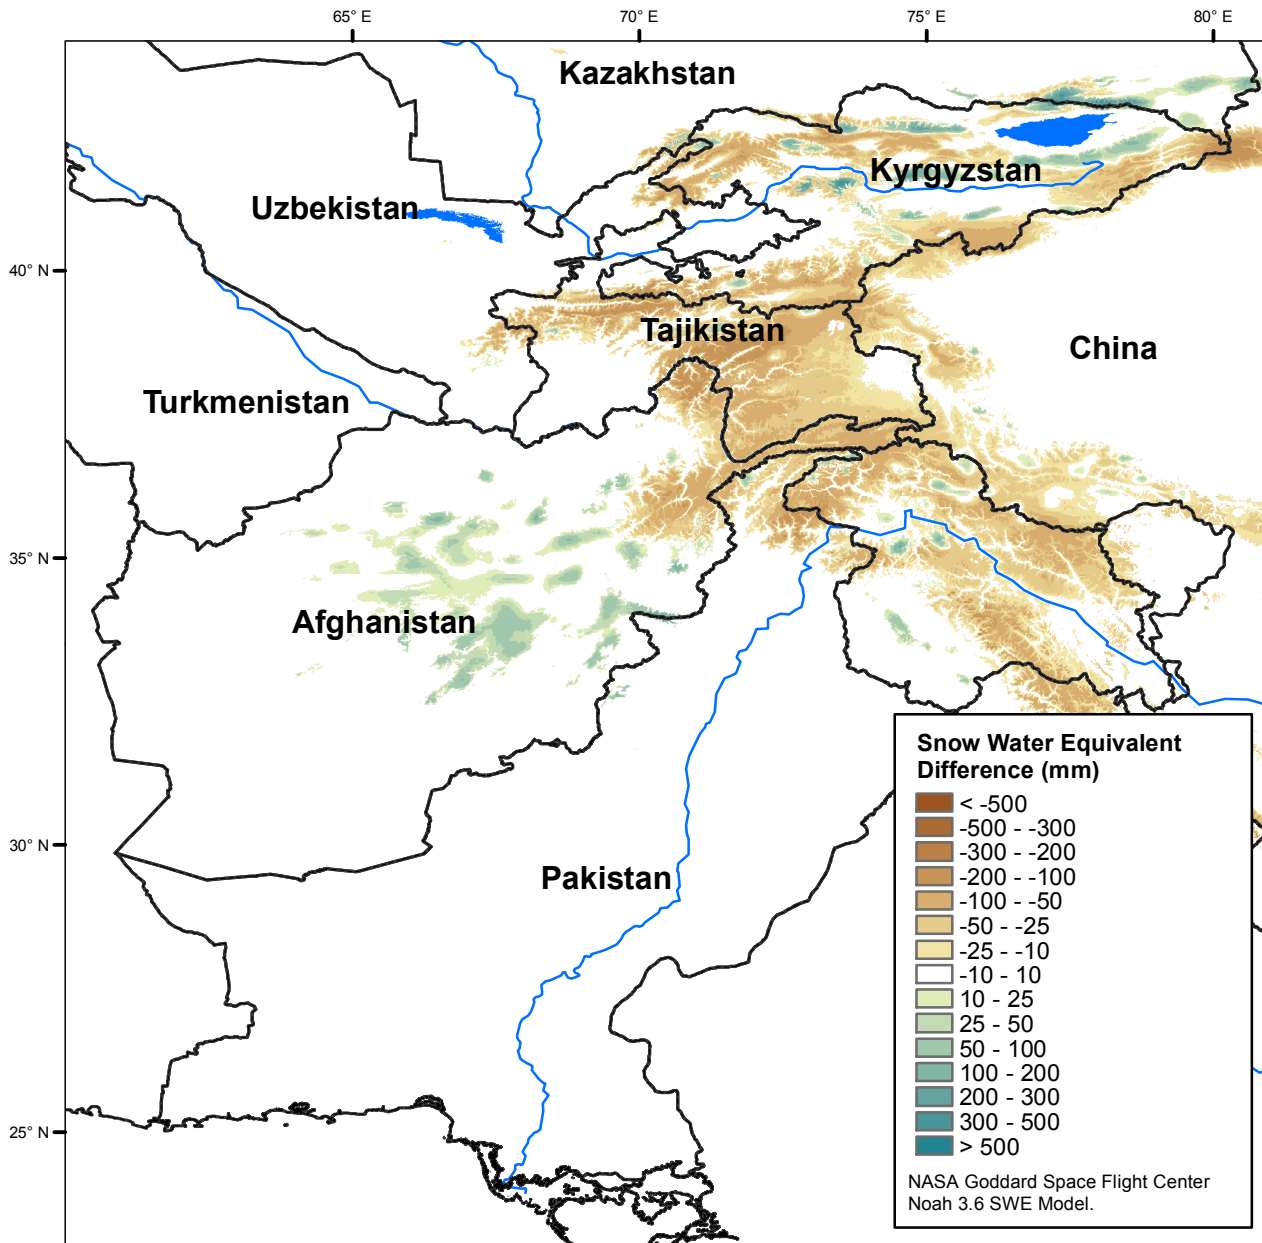 65° E
70° E
75° E
80° E
Kazakhstan
Kyrgyzstan
Uzbekistan
40° N
Tajikistan
China
Turkmenistan
35° N
Afghanistan
Snow Water Equivalent
Difference (mm)
< -500
-500 - -300
-300 - -200
-200 - -100
-100 - -50
-50 - -25
-25 - -10
-10 - 10
10 - 25
25 - 50
50 - 100
100 - 200
200 - 300
300 - 500
> 500
NASA Goddard Space Flight Center
Noah 3.6 SWE Model.
30° N
Pakistan
25° N